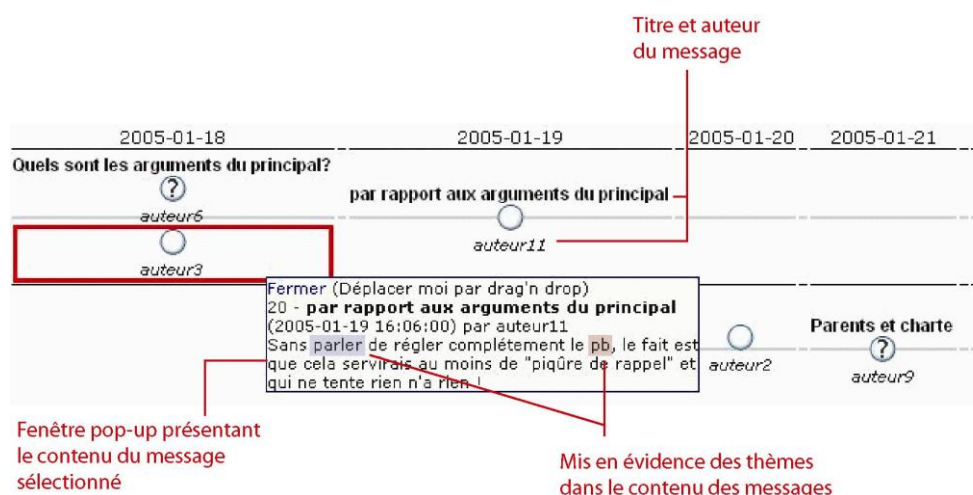 Titre et auteur
du message
2005-01-18
2005-01-19
2005-01-20
2005-01-21
Quels sont les arguments du principal?
?
auteur6
par rapport aux arguments du principal
auteur11
auteur3
Fermer (Déplacer moi par drag'n drop)
20 - par rapport aux arguments du principal
(2005-01-19 16:06:00) par auteur11
Sans parler de régler complétement le pb, le fait est
que cela servirais au moins de "piqûre de rappel" et
qui ne tente rien n'a rien !
auteur2
Parents et charte
?
auteur9
Fenêtre pop-up présentant
le contenu du message
sélectionné
Mis en évidence des thèmes
dans le contenu des messages